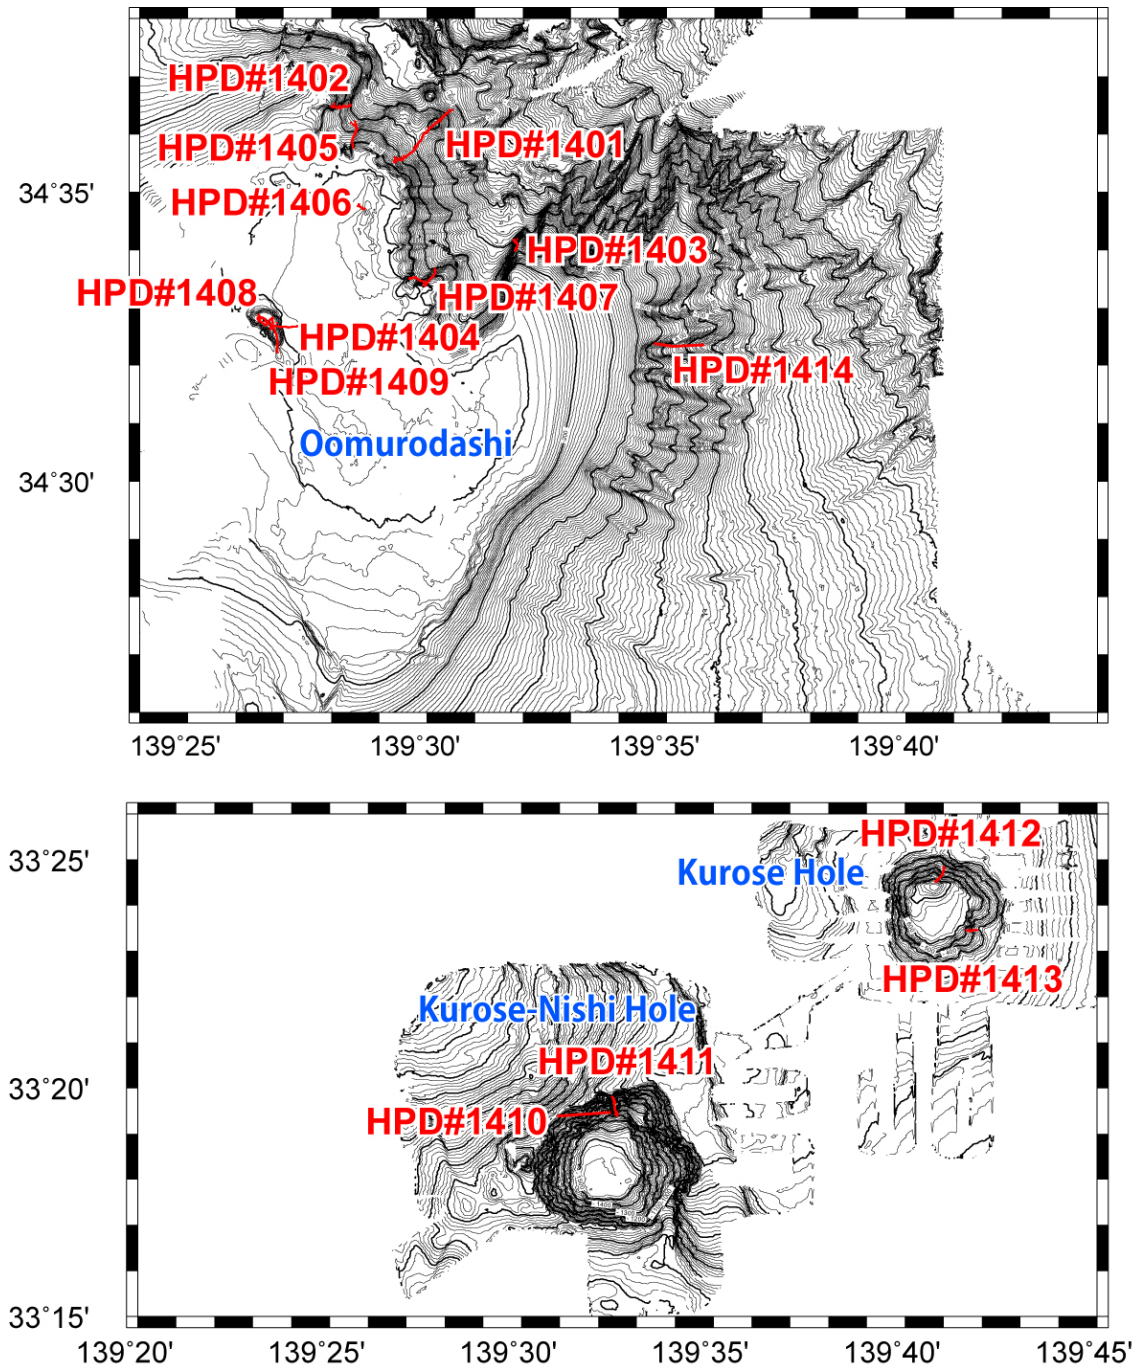 HPD#1402
HPD#1405
HPD#1401
34°35'
HPD#1406
HPD#1403
HPD#1408
HPD#1407
HPD#1404
HPD#1409
HPD#1414
Oomurodashi
34°30'
139°25'
139°30'
139°35'
139°40'
HPD#1412
33°25'
Kurose Hole
HPD#1413
Kurose-Nishi Hole
HPD#1411
33°20'
HPD#1410
33°15'
139°20'
139°25'
139°30'
139°35'
139°40'
139°45'